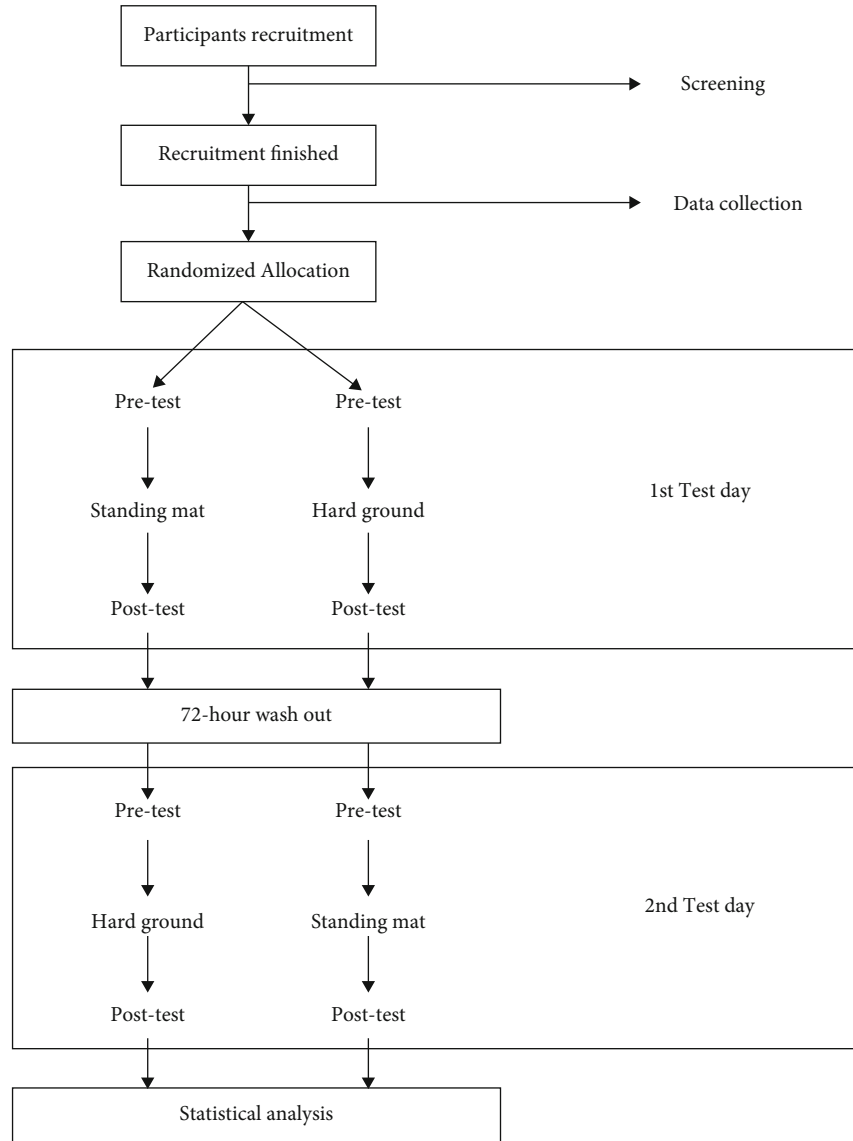 Participants recruitment
Screening
Recruitment finished
Data collection
Randomized Allocation
Pre-test
Pre-test
Standing mat
Hard ground
1st Test day
Post-test
Post-test
72-hour wash out
Pre-test
Pre-test
Hard ground
Standing mat
2nd Test day
Post-test
Post-test
Statistical analysis